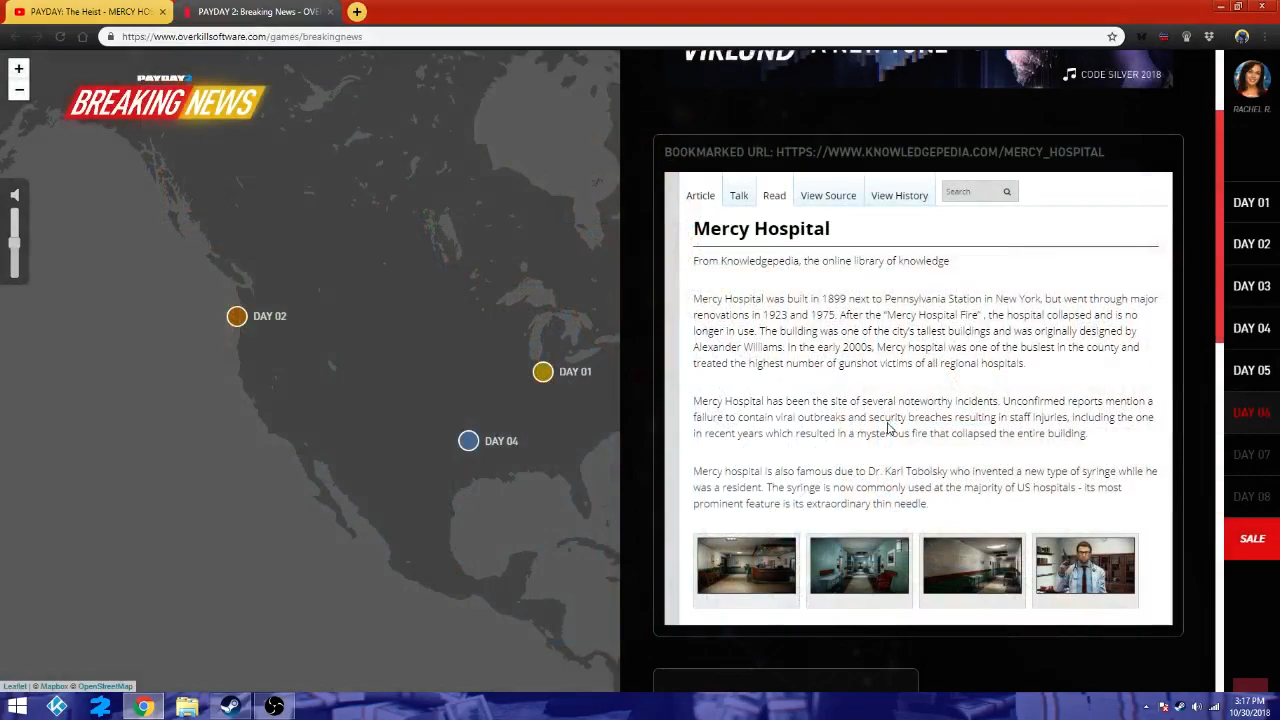 PAYDAY: The Heist - MERCY HO
PAYDAY 2: Breaking News - OVE
https://www.overkillsoftware.com/games/breakingnews
+
−
PAYDAY 2
BREAKING NEWS
DAY 02
DAY 01
DAY 04
Leaflet | © Mapbox © OpenStreetMap
VIKLUND
A NEW TUNE
CODE SILVER 2018
BOOKMARKED URL: HTTPS://WWW.KNOWLEDGEPEDIA.COM/MERCY_HOSPITAL
Article Talk Read View Source View History Search
Mercy Hospital
From Knowledgepedia, the online library of knowledge
Mercy Hospital was built in 1899 next to Pennsylvania Station in New York, but went through major
renovations in 1923 and 1975. After the “Mercy Hospital Fire” , the hospital collapsed and is no
longer in use. The building was one of the city's tallest buildings and was originally designed by
Alexander Williams. In the early 2000s, Mercy hospital was one of the busiest in the county and
treated the highest number of gunshot victims of all regional hospitals.
Mercy Hospital has been the site of several noteworthy incidents. Unconfirmed reports mention a
failure to contain viral outbreaks and security breaches resulting in staff injuries, including the one
in recent years which resulted in a mysterious fire that collapsed the entire building.
Mercy hospital is also famous due to Dr. Karl Tobolsky who invented a new type of syringe while he
was a resident. The syringe is now commonly used at the majority of US hospitals - its most
prominent feature is its extraordinary thin needle.
RACHEL R.
DAY 01
DAY 02
DAY 03
DAY 04
DAY 05
DAY 06
DAY 07
DAY 08
SALE
3:17 PM
10/30/2018